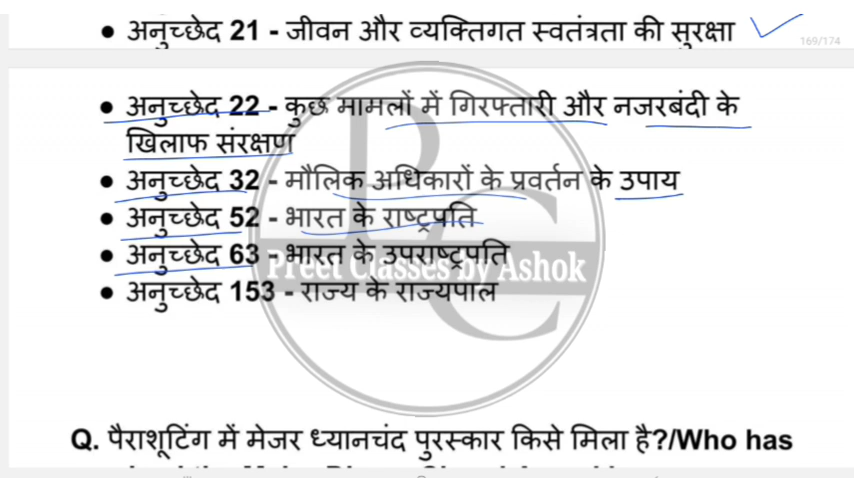 • अनुच्छेद 21 - जीवन और व्यक्तिगत स्वतंत्रता की सुरक्षा
169/174
• अनुच्छेद 22 - कुछ मामलों में गिरफ्तारी और नजरबंदी के
खिलाफ संरक्षण
• अनुच्छेद 32 - मौलिक अधिकारों के प्रवर्तन के उपाय
• अनुच्छेद 52 - भारत के राष्ट्रपति
• अनुच्छेद 63 - भारत के उपराष्ट्रपति
Preet Classes by Ashok
• अनुच्छेद 153 - राज्य के राज्यपाल
PC
Q. पैराशूटिंग में मेजर ध्यानचंद पुरस्कार किसे मिला है?/Who has